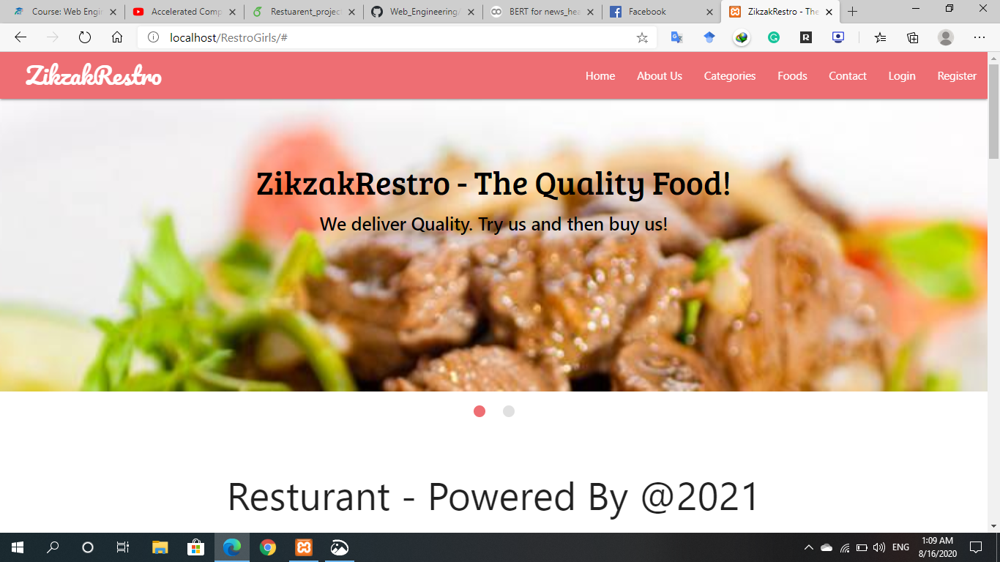 Course: Web Engin
Accelerated Comp
Restuarent_project
Web_Engineering/
BERT for news_hea
Facebook
ZikzakRestro - The
localhost/RestroGirls/#
ZikzakRestro
Home About Us Categories Foods Contact Login Register
ZikzakRestro - The Quality Food!
We deliver Quality. Try us and then buy us!
Resturant - Powered By @2021
ENG
1:09 AM
8/16/2020